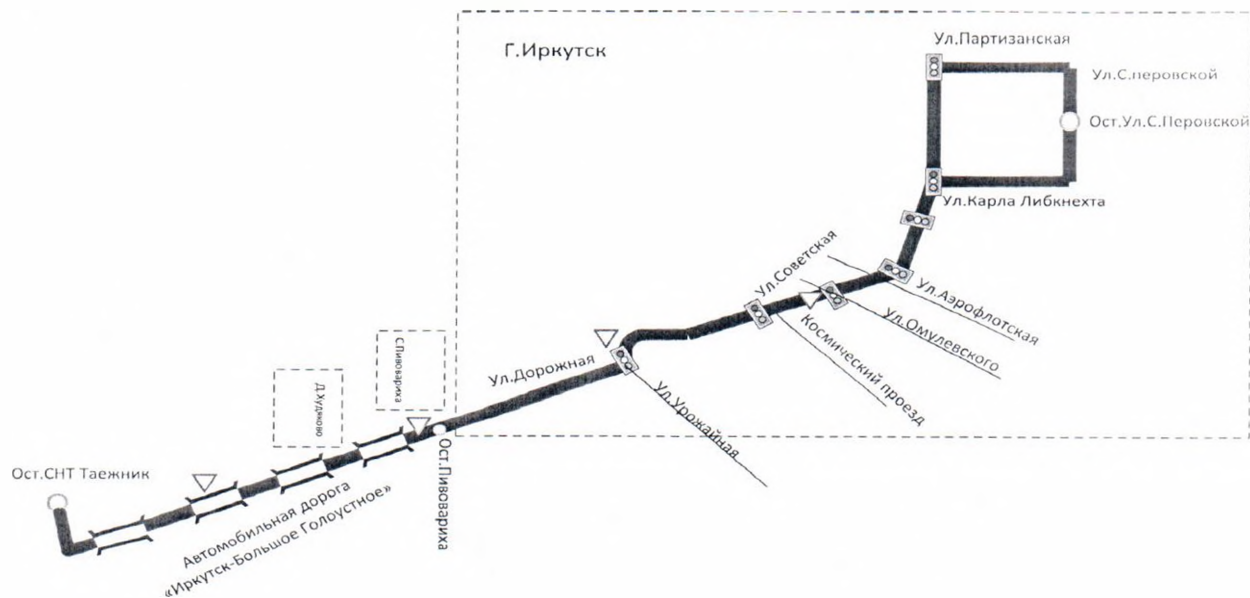 Г.Иркутск
Ул.Партизанская
Ул.С.перовской
Ост.Ул.С.Перовской
Ул.Карла Либкнехта
Ул.Советская
Ул.Аэрофлотская
Ул.Омулевского
Космический проезд
Ул.Дорожная
Ул.Урожайная
С.Пивовариха
Д.Худяково
Ост.Пивовариха
Ост.СНТ Таежник
Автомобильная дорога
«Иркутск-Большое Голоустное»